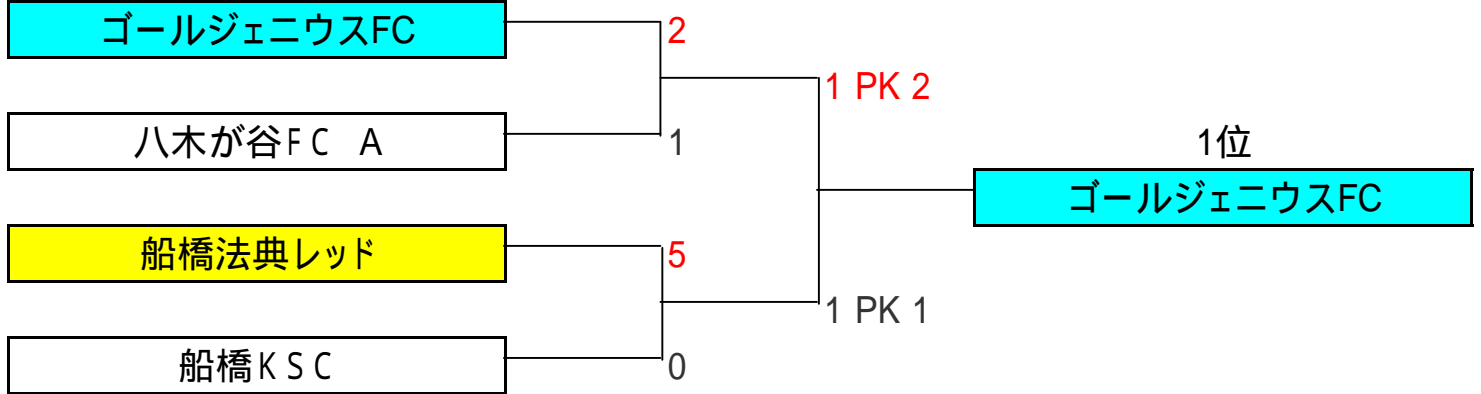 ゴールジェニウスFC
2
1 PK 2
八木が谷ＦＣ　Ａ
1
1位
ゴールジェニウスFC
船橋法典レッド
5
1 PK 1
船橋ＫＳＣ
0